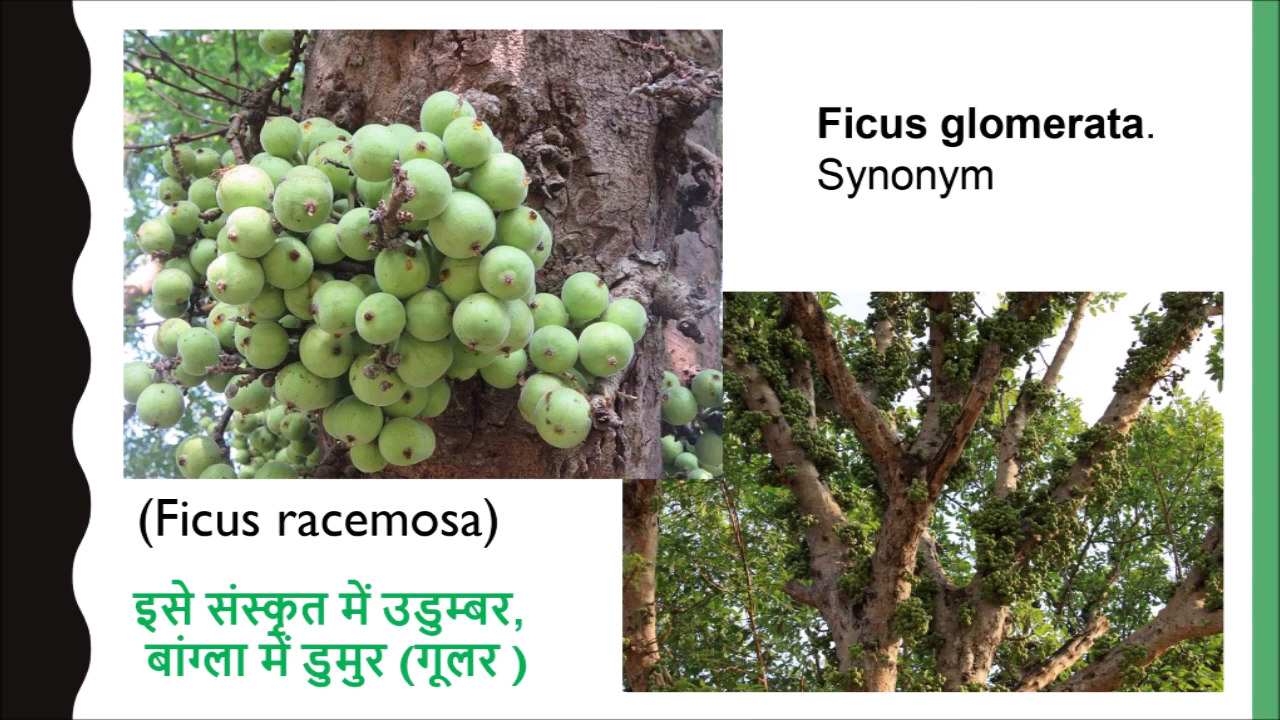 Ficus glomerata.
Synonym
(Ficus racemosa)
इसे संस्कृत में उडुम्बर,
बांग्ला में डुमुर (गूलर )